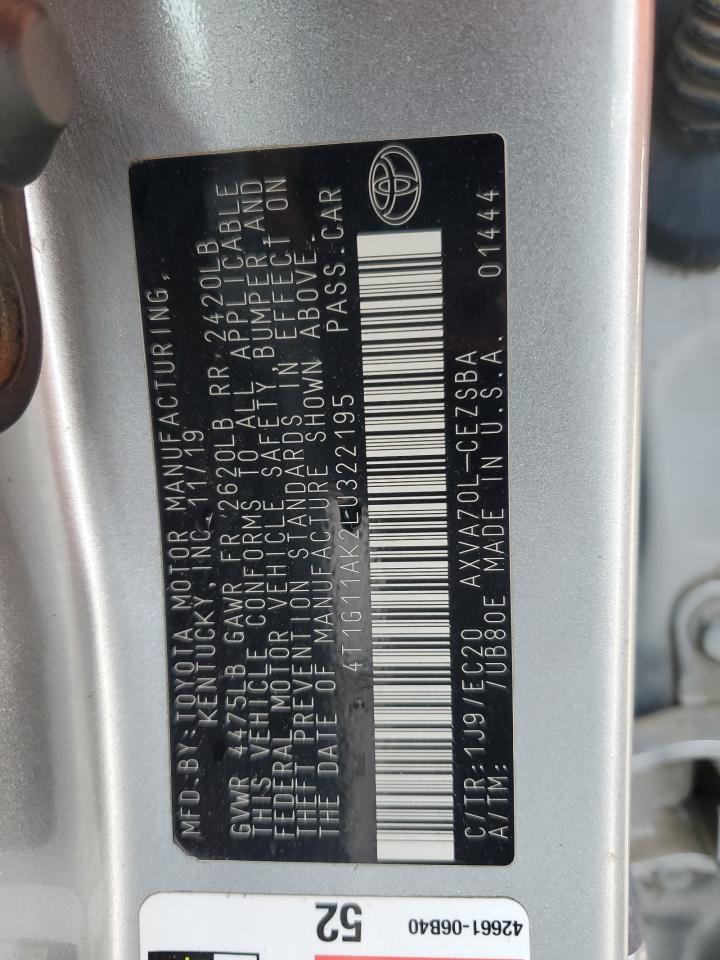 MFD.BY:TOYOTA MOTOR MANUFACTURING,
KENTUCKY, INC. 11/19
GVWR 4475LB GAWR FR 2620LB RR 2420LB
THIS VEHICLE CONFORMS TO ALL APPLICABLE
FEDERAL MOTOR VEHICLE SAFETY, BUMPER AND
THEFT PREVENTION STANDARDS IN EFFECT ON
THE DATE OF MANUFACTURE SHOWN ABOVE.
4T1G11AK2LU322195 PASS.CAR
C/TR:1J9/EC20 AXVA70L-CEZSBA
A/TM: /UB80E MADE IN U.S.A. 01444
52
42661-06B40